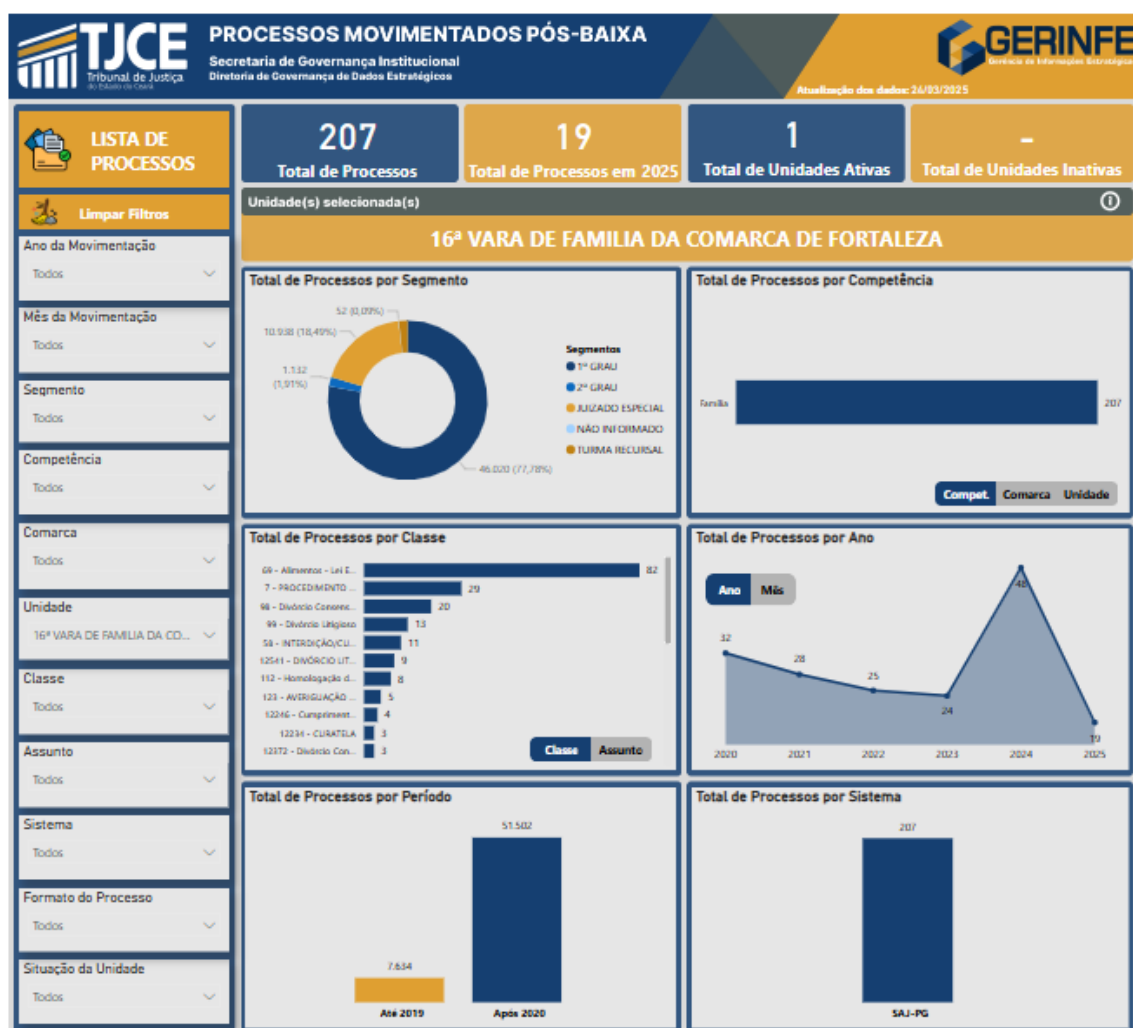 TJCE
Tribunal de Justiça
do Estado do Ceará
PROCESSOS MOVIMENTADOS PÓS-BAIXA
Secretaria de Governança Institucional
Diretoria de Governança de Dados Estratégicos
GERINFE
Gerência de Informações Estratégicas
Atualização dos dados: 24/03/2025
LISTA DE
PROCESSOS
207
Total de Processos
19
Total de Processos em 2025
1
Total de Unidades Ativas
-
Total de Unidades Inativas
Limpar Filtros
Unidade(s) selecionada(s)
16ª VARA DE FAMILIA DA COMARCA DE FORTALEZA
Ano da Movimentação
Todos
Mês da Movimentação
Todos
Segmento
Todos
Competência
Todos
Comarca
Todos
Unidade
16ª VARA DE FAMILIA DA CO...
Classe
Todos
Assunto
Todos
Sistema
Todos
Formato do Processo
Todos
Situação da Unidade
Todos
Total de Processos por Segmento
52 (0,09%)
10.938 (18,49%)
1.132
(1,91%)
46.020 (77,78%)
Segmentos
1º GRAU
2º GRAU
JUIZADO ESPECIAL
NÃO INFORMADO
TURMA RECURSAL
Total de Processos por Competência
Família
207
Compet. Comarca Unidade
Total de Processos por Classe
69 - Alimentos - Lei E... 82
7 - PROCEDIMENTO ... 29
98 - Divórcio Consens... 20
99 - Divórcio Litigioso 13
58 - INTERDIÇÃO/CU... 11
12541 - DIVÓRCIO LIT... 9
112 - Homologação d... 8
123 - AVERIGUAÇÃO ... 5
12246 - Cumpriment... 4
12234 - CURATELA 3
12372 - Divórcio Con... 3
Classe Assunto
Total de Processos por Ano
Ano Mês
32
28
25
24
48
19
2020 2021 2022 2023 2024 2025
Total de Processos por Período
51.502
7.634
Até 2019 Após 2020
Total de Processos por Sistema
207
SAJ-PG